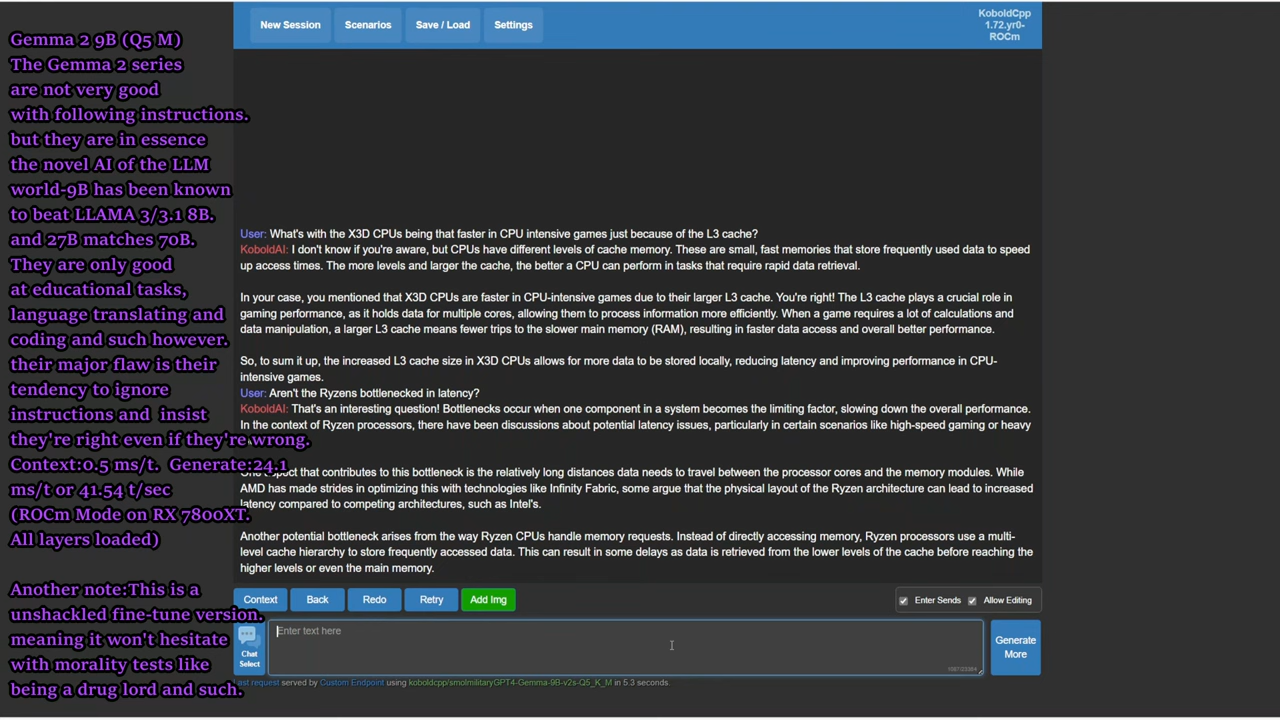 New Session
Scenarios
Save / Load
Settings
KoboldCpp
1.72.yr0-
ROCm
Gemma 2 9B (Q5 M)
The Gemma 2 series
are not very good
with following instructions.
but they are in essence
the novel AI of the LLM
world-9B has been known
to beat LLAMA 3/3.1 8B.
and 27B matches 70B.
They are only good
at educational tasks,
language translating and
coding and such however.
their major flaw is their
tendency to ignore
instructions and insist
they're right even if they're wrong.
Context:0.5 ms/t. Generate:24.1
ms/t or 41.54 t/sec
(ROCm Mode on RX 7800XT.
All layers loaded)
Another note:This is a
unshackled fine-tune version.
meaning it won't hesitate
with morality tests like
being a drug lord and such.
User: What's with the X3D CPUs being that faster in CPU intensive games just because of the L3 cache?
KoboldAI: I don't know if you're aware, but CPUs have different levels of cache memory. These are small, fast memories that store frequently used data to speed
up access times. The more levels and larger the cache, the better a CPU can perform in tasks that require rapid data retrieval.
In your case, you mentioned that X3D CPUs are faster in CPU-intensive games due to their larger L3 cache. You're right! The L3 cache plays a crucial role in
gaming performance, as it holds data for multiple cores, allowing them to process information more efficiently. When a game requires a lot of calculations and
data manipulation, a larger L3 cache means fewer trips to the slower main memory (RAM), resulting in faster data access and overall better performance.
So, to sum it up, the increased L3 cache size in X3D CPUs allows for more data to be stored locally, reducing latency and improving performance in CPU-
intensive games.
User: Aren't the Ryzens bottlenecked in latency?
KoboldAI: That's an interesting question! Bottlenecks occur when one component in a system becomes the limiting factor, slowing down the overall performance.
In the context of Ryzen processors, there have been discussions about potential latency issues, particularly in certain scenarios like high-speed gaming or heavy
One aspect that contributes to this bottleneck is the relatively long distances data needs to travel between the processor cores and the memory modules. While
AMD has made strides in optimizing this with technologies like Infinity Fabric, some argue that the physical layout of the Ryzen architecture can lead to increased
latency compared to competing architectures, such as Intel's.
Another potential bottleneck arises from the way Ryzen CPUs handle memory requests. Instead of directly accessing memory, Ryzen processors use a multi-
level cache hierarchy to store frequently accessed data. This can result in some delays as data is retrieved from the lower levels of the cache before reaching the
higher levels or even the main memory.
Context
Back
Redo
Retry
Add Img
Enter Sends
Allow Editing
Chat
Select
Enter text here
Generate
More
Last request served by Custom Endpoint using koboldcpp/smolmilitaryGPT4-Gemma-9B-v2s-Q5_K_M in 5.3 seconds.